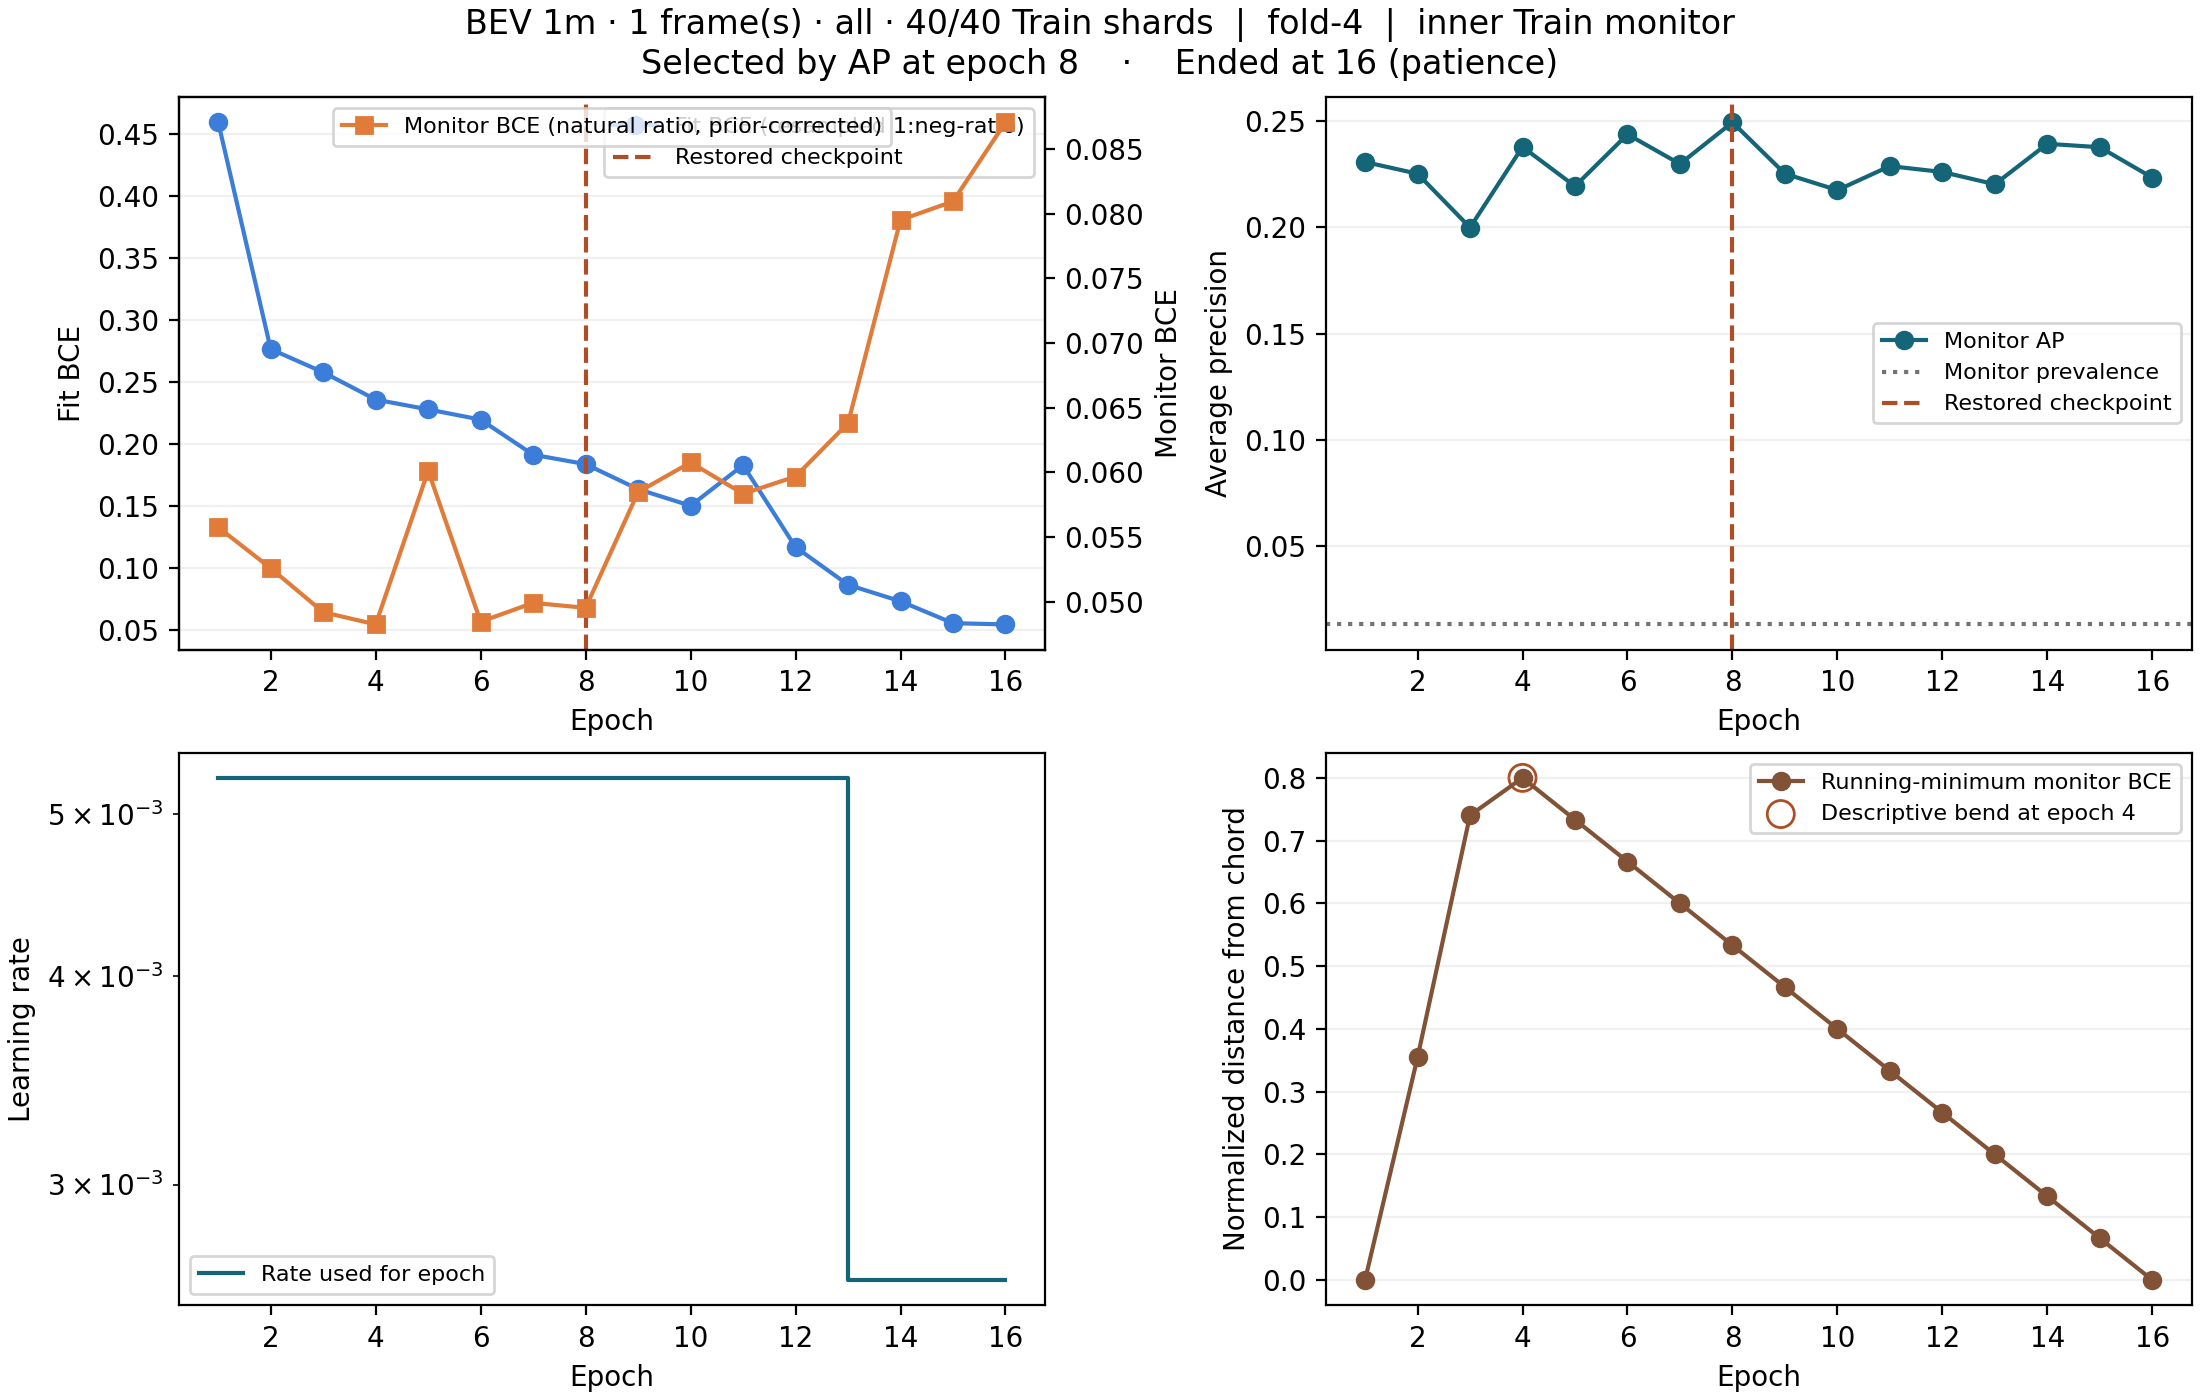 BEV 1m · 1 frame(s) · all · 40/40 Train shards | fold-4 | inner Train monitor
Selected by AP at epoch 8 · Ended at 16 (patience)
Monitor BCE (natural ratio, prior-corrected)
1:neg-ratio)
Restored checkpoint
Fit BCE
0.45
0.40
0.35
0.30
0.25
0.20
0.15
0.10
0.05
0.085
0.080
0.075
0.070
0.065
0.060
0.055
0.050
Monitor BCE
2 4 6 8 10 12 14 16
Epoch
Average precision
0.25
0.20
0.15
0.10
0.05
Monitor AP
Monitor prevalence
Restored checkpoint
2 4 6 8 10 12 14 16
Epoch
Learning rate
5×10⁻³
4×10⁻³
3×10⁻³
Rate used for epoch
2 4 6 8 10 12 14 16
Epoch
Normalized distance from chord
0.8
0.7
0.6
0.5
0.4
0.3
0.2
0.1
0.0
Running-minimum monitor BCE
Descriptive bend at epoch 4
2 4 6 8 10 12 14 16
Epoch